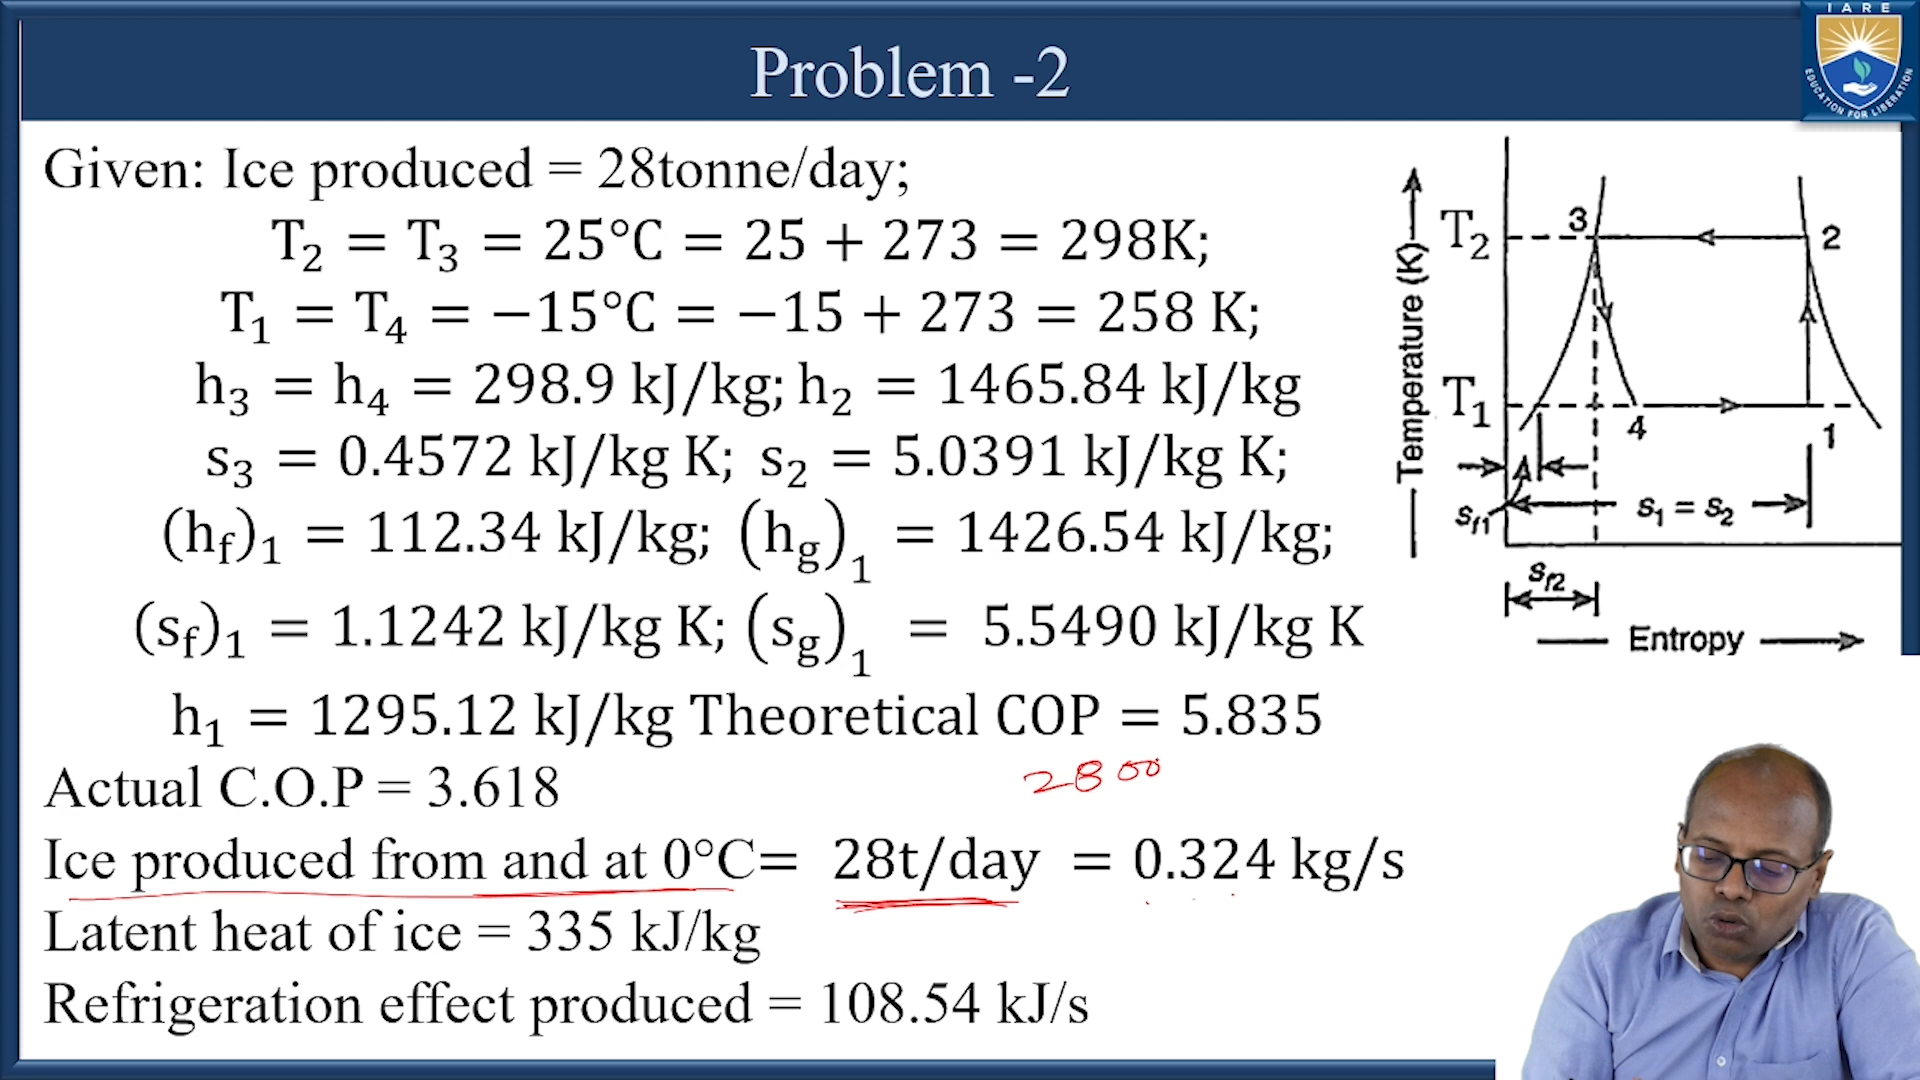 Problem -2
IARE
EDUCATION FOR LIBERATION
Given: Ice produced = 28tonne/day;
T₂ = T₃ = 25°C = 25 + 273 = 298K;
T₁ = T₄ = −15°C = −15 + 273 = 258 K;
h₃ = h₄ = 298.9 kJ/kg; h₂ = 1465.84 kJ/kg
s₃ = 0.4572 kJ/kg K; s₂ = 5.0391 kJ/kg K;
(h_f)₁ = 112.34 kJ/kg; (h_g)₁ = 1426.54 kJ/kg;
(s_f)₁ = 1.1242 kJ/kg K; (s_g)₁ = 5.5490 kJ/kg K
h₁ = 1295.12 kJ/kg Theoretical COP = 5.835
Actual C.O.P = 3.618
2800
Ice produced from and at 0°C= 28t/day = 0.324 kg/s
Latent heat of ice = 335 kJ/kg
Refrigeration effect produced = 108.54 kJ/s
Temperature (K)
T₂
3
2
T₁
4
1
s_f1
s₁ = s₂
s_f2
Entropy